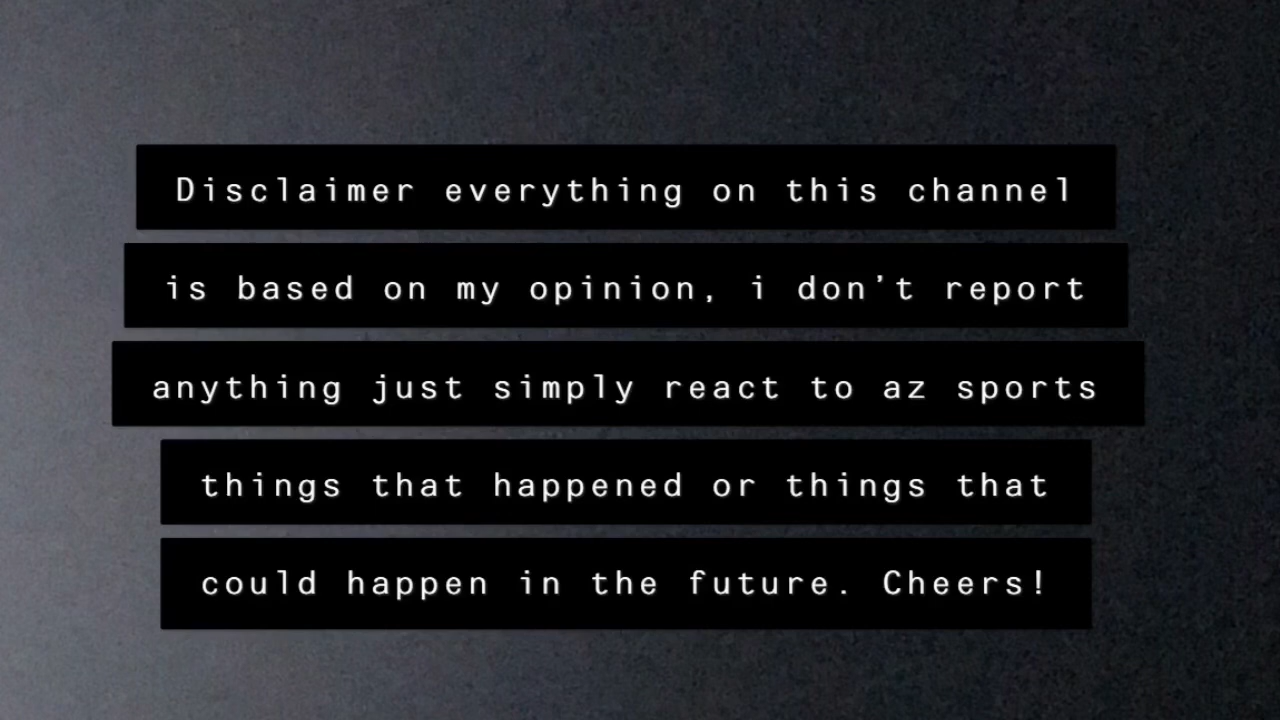 Disclaimer everything on this channel
is based on my opinion, i don’t report
anything just simply react to az sports
things that happened or things that
could happen in the future. Cheers!